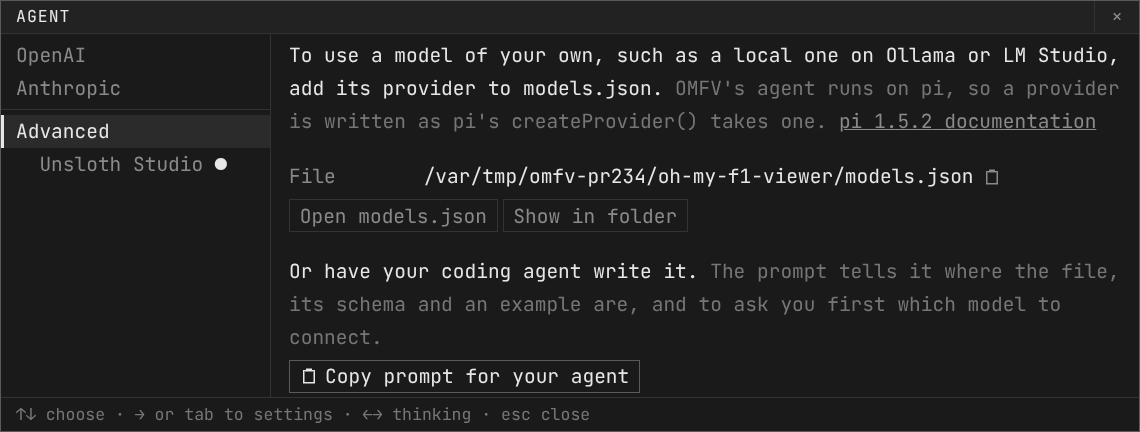 AGENT ×
OpenAI
Anthropic
Advanced
Unsloth Studio
To use a model of your own, such as a local one on Ollama or LM Studio,
add its provider to models.json. OMFV's agent runs on pi, so a provider
is written as pi's createProvider() takes one. pi 1.5.2 documentation
File /var/tmp/omfv-pr234/oh-my-f1-viewer/models.json
Open models.json Show in folder
Or have your coding agent write it. The prompt tells it where the file,
its schema and an example are, and to ask you first which model to
connect.
Copy prompt for your agent
↑↓ choose · → or tab to settings · ↔ thinking · esc close